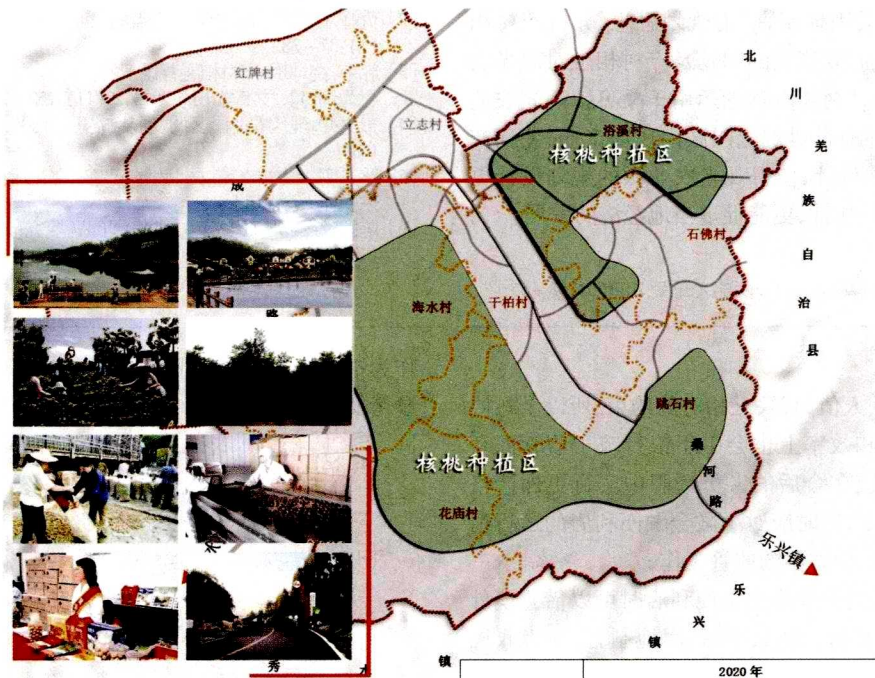 红牌村
立志村
浴溪村
核桃种植区
石佛村
北川羌族自治县
成
路
海水村
干柏村
跳石村
桑河路
核桃种植区
花庙村
乐兴镇
乐兴镇
秀水镇
2020年